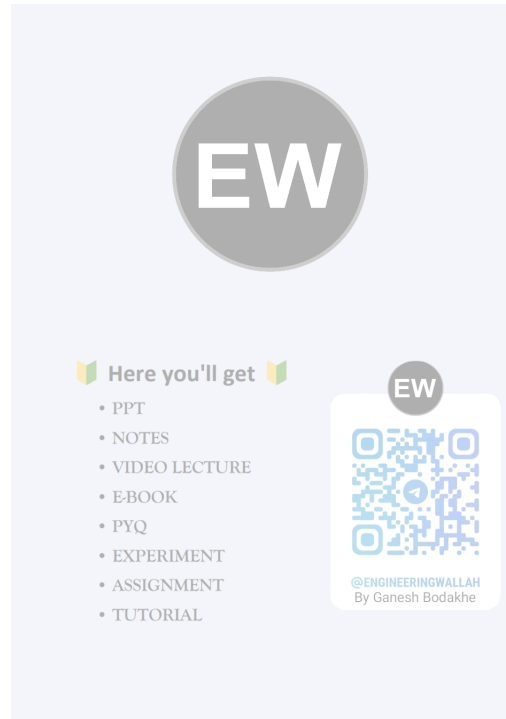 EW
🔰 Here you'll get 🔰
• PPT
• NOTES
• VIDEO LECTURE
• E-BOOK
• PYQ
• EXPERIMENT
• ASSIGNMENT
• TUTORIAL
EW
@ENGINEERINGWALLAH
By Ganesh Bodakhe